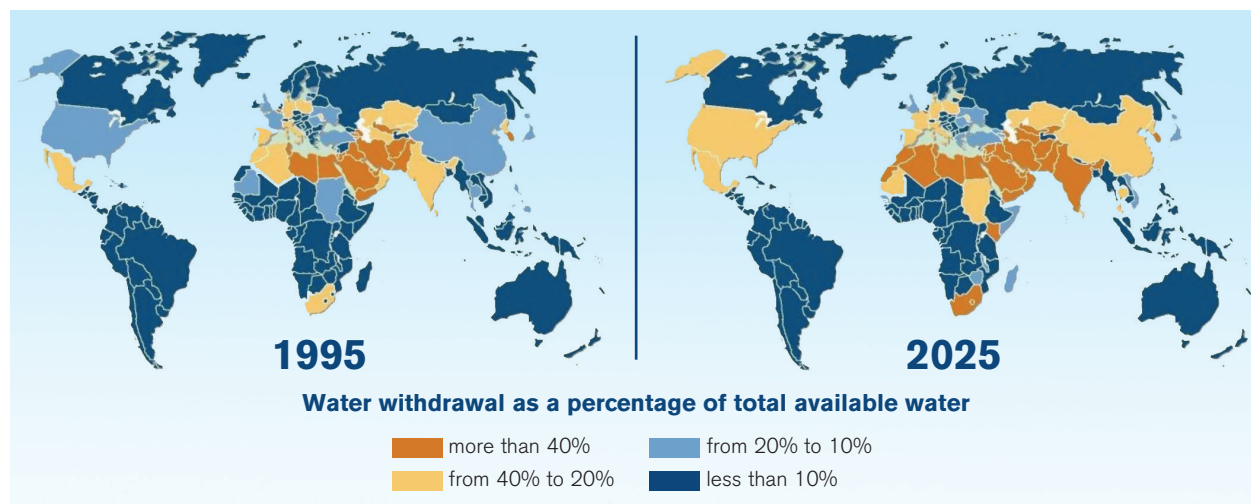 1995
2025
Water withdrawal as a percentage of total available water
more than 40%
from 20% to 10%
from 40% to 20%
less than 10%